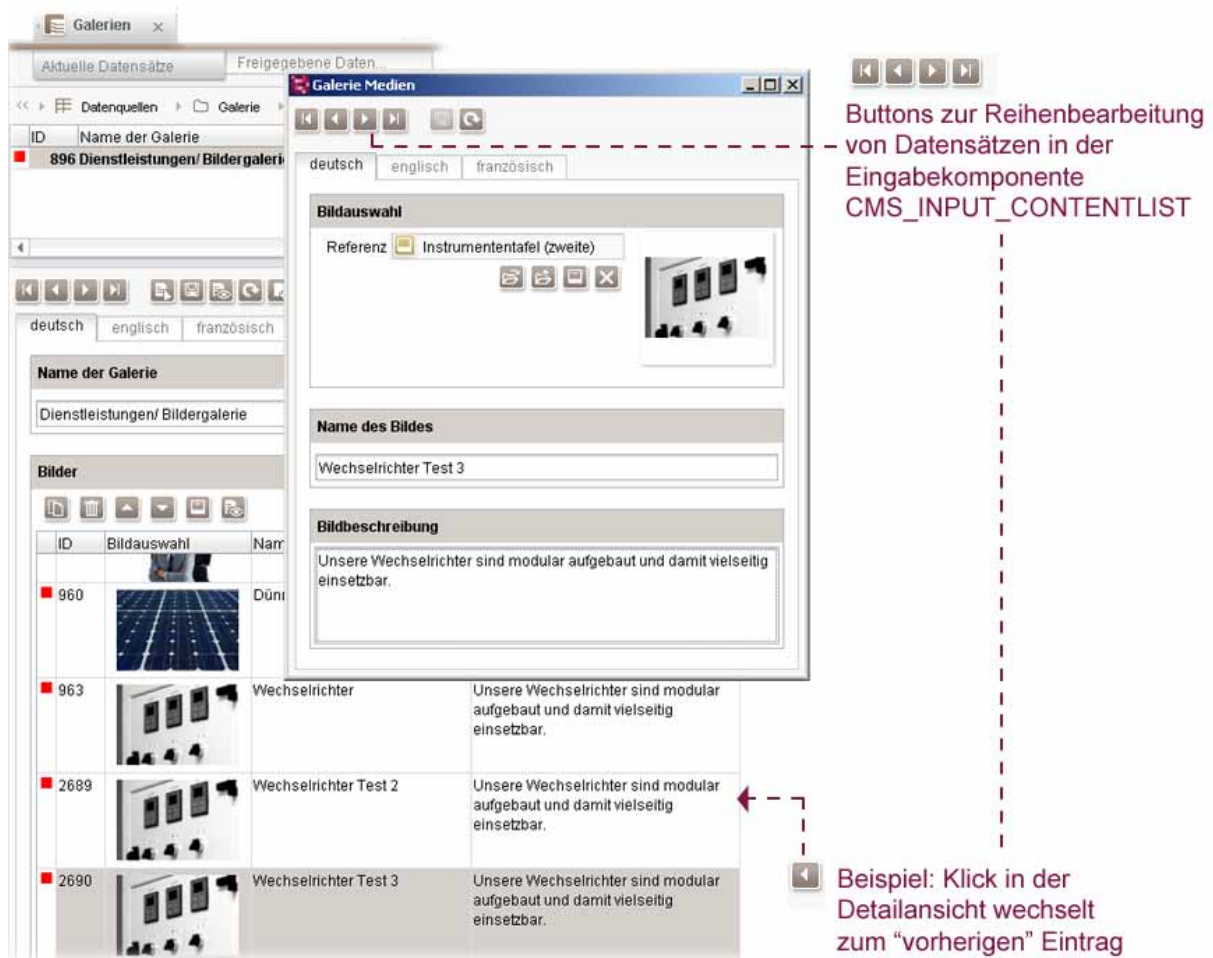 Galerien
Aktuelle Datensätze
Freigegebene Daten...
Datenquellen
Galerie
ID
Name der Galerie
896 Dienstleistungen/ Bildergaleri
deutsch
englisch
französisch
Name der Galerie
Dienstleistungen/ Bildergalerie
Bilder
ID
Bildauswahl
Nam
960
Dünn
963
Wechselrichter
Unsere Wechselrichter sind modular
aufgebaut und damit vielseitig
einsetzbar.
2689
Wechselrichter Test 2
Unsere Wechselrichter sind modular
aufgebaut und damit vielseitig
einsetzbar.
2690
Wechselrichter Test 3
Unsere Wechselrichter sind modular
aufgebaut und damit vielseitig
einsetzbar.
Galerie Medien
deutsch
englisch
französisch
Bildauswahl
Referenz
Instrumententafel (zweite)
Name des Bildes
Wechselrichter Test 3
Bildbeschreibung
Unsere Wechselrichter sind modular aufgebaut und damit vielseitig
einsetzbar.
Buttons zur Reihenbearbeitung
von Datensätzen in der
Eingabekomponente
CMS_INPUT_CONTENTLIST
Beispiel: Klick in der
Detailansicht wechselt
zum “vorherigen” Eintrag